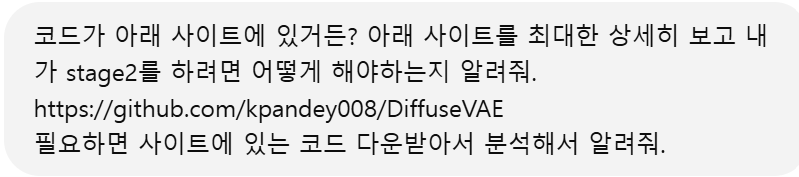 코드가 아래 사이트에 있거든? 아래 사이트를 최대한 상세히 보고 내
가 stage2를 하려면 어떻게 해야하는지 알려줘.
https://github.com/kpandey008/DiffuseVAE
필요하면 사이트에 있는 코드 다운받아서 분석해서 알려줘.